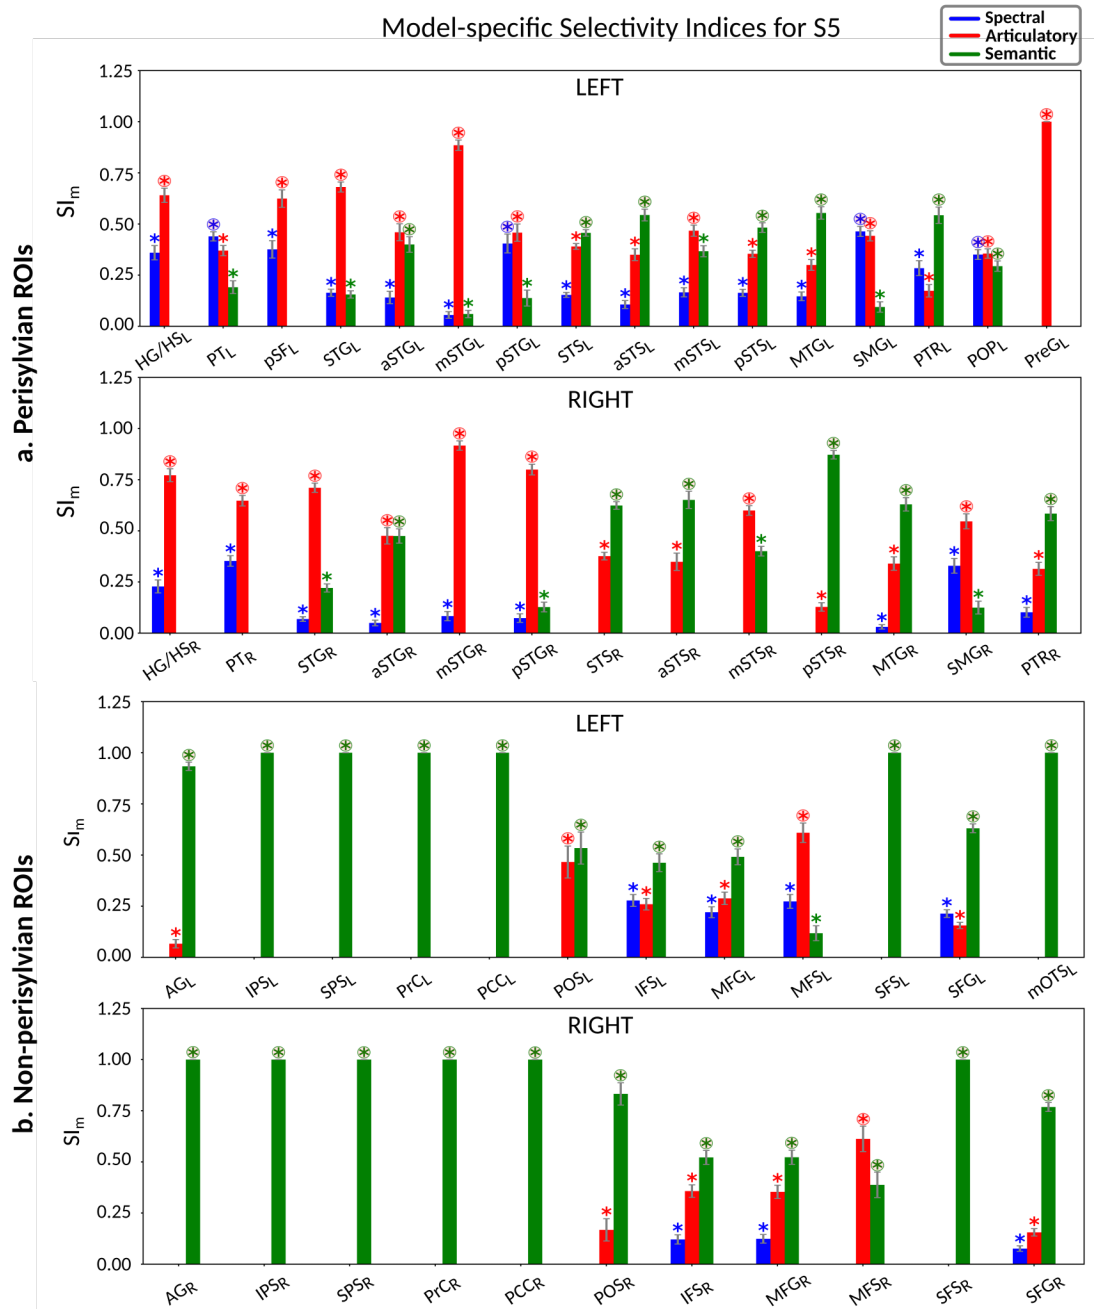 Model-specific Selectivity Indices for S5
Spectral
Articulatory
Semantic
a. Perisylvian ROIs
LEFT
SIm
1.25
1.00
0.75
0.50
0.25
0.00
HG/HSL PTL pSFL STGL aSTGL mSTGL pSTGL STSL aSTSL mSTSL pSTSL MTGL SMGL PTRL POPL PreGL
RIGHT
SIm
1.25
1.00
0.75
0.50
0.25
0.00
HG/HSR PTR STGR aSTGR mSTGR pSTGR STSR aSTSR mSTSR pSTSR MTGR SMGR PTRR
b. Non-perisylvian ROIs
LEFT
SIm
1.25
1.00
0.75
0.50
0.25
0.00
AGL IPSL SPSL PrCL PCCL POSL IFSL MFGL MFSL SFSL SFGL mOTSL
RIGHT
SIm
1.25
1.00
0.75
0.50
0.25
0.00
AGR IPSR SPSR PrCR PCCR POSR IFSR MFGR MFSR SFSR SFGR